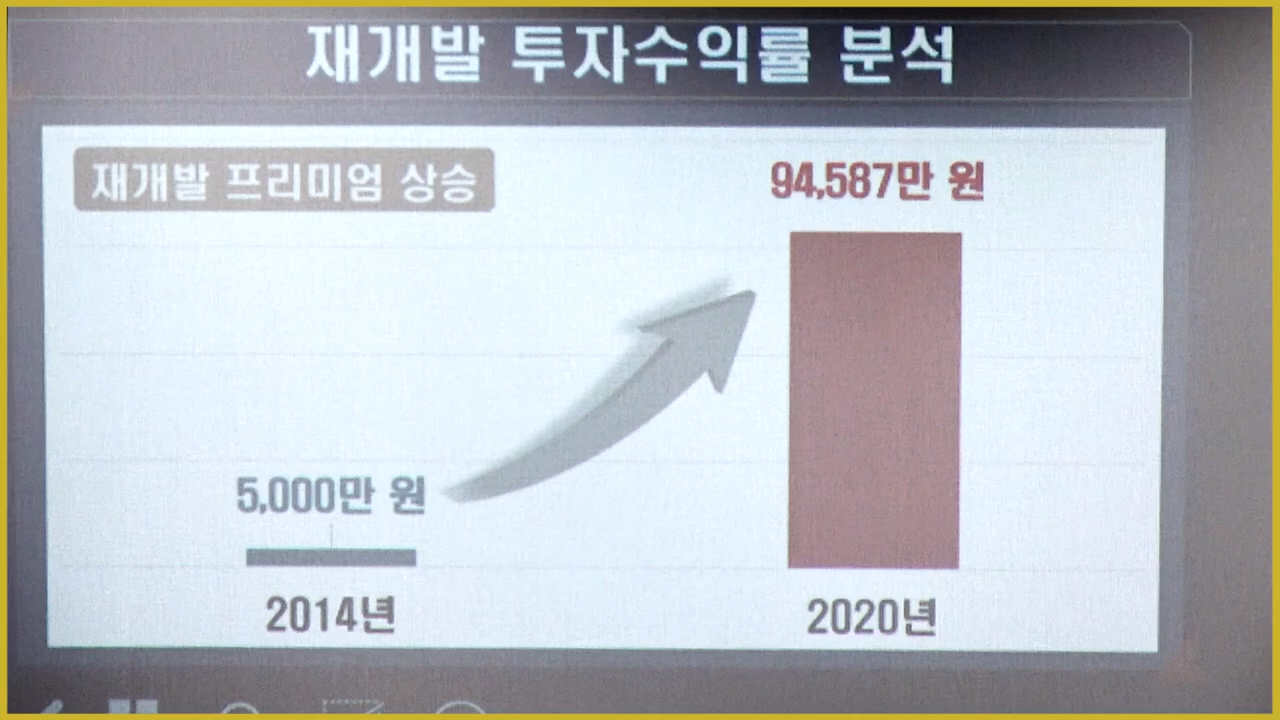 재개발 투자수익률 분석
재개발 프리미엄 상승
94,587만 원
5,000만 원
2014년
2020년